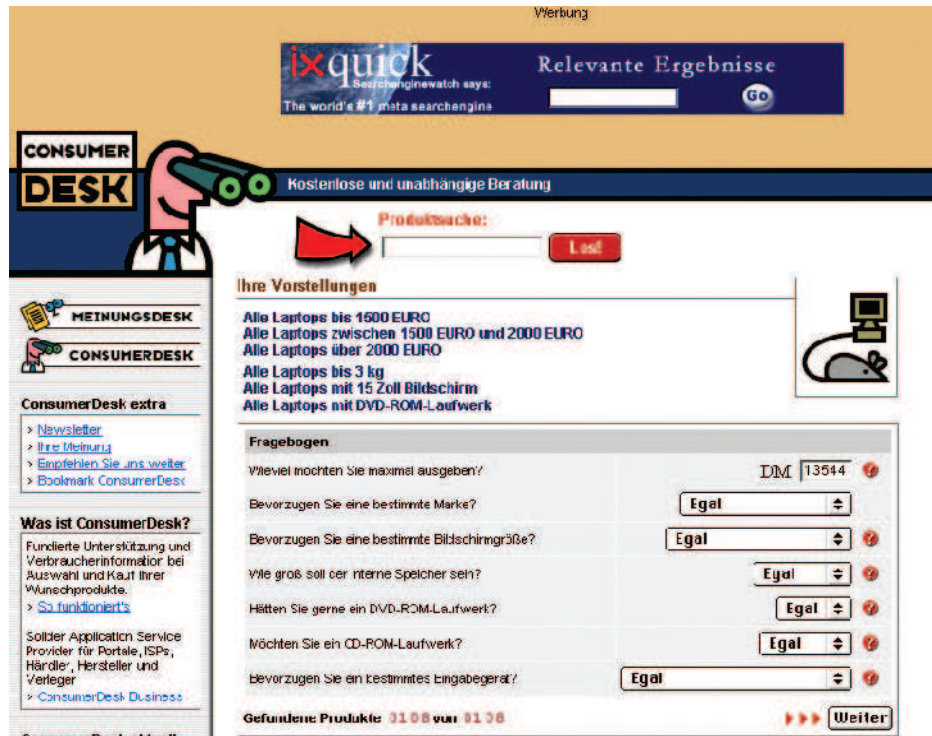 Werbung
ixquick
Searchenginewatch says:
The world's #1 meta searchengine
Relevante Ergebnisse
Go
CONSUMER
DESK
Kostenlose und unabhängige Beratung
Produktsuche:
Los!
Ihre Vorstellungen
Alle Laptops bis 1500 EURO
Alle Laptops zwischen 1500 EURO und 2000 EURO
Alle Laptops über 2000 EURO
Alle Laptops bis 3 kg
Alle Laptops mit 15 Zoll Bildschirm
Alle Laptops mit DVD-ROM-Laufwerk
MEINUNGSDESK
CONSUMERDESK
ConsumerDesk extra
> Newsletter
> Ihre Meinung
> Empfehlen Sie uns weiter
> Bookmark ConsumerDesk
Was ist ConsumerDesk?
Fundierte Unterstützung und
Verbraucherinformation bei
Auswahl und Kauf Ihrer
Wunschprodukte.
> So funktioniert's
Solider Application Service
Provider für Portale, ISPs,
Händler, Hersteller und
Verleger
> ConsumerDesk Business
Fragebogen
Wieviel möchten Sie maximal ausgeben? DM 13544 ?
Bevorzugen Sie eine bestimmte Marke? Egal
Bevorzugen Sie eine bestimmte Bildschirmgröße? Egal ?
Wie groß soll der interne Speicher sein? Egal ?
Hätten Sie gerne ein DVD-ROM-Laufwerk? Egal ?
Möchten Sie ein CD-ROM-Laufwerk? Egal ?
Bevorzugen Sie ein bestimmtes Eingabegerät? Egal ?
Gefundene Produkte 0108 von 0108 Weiter